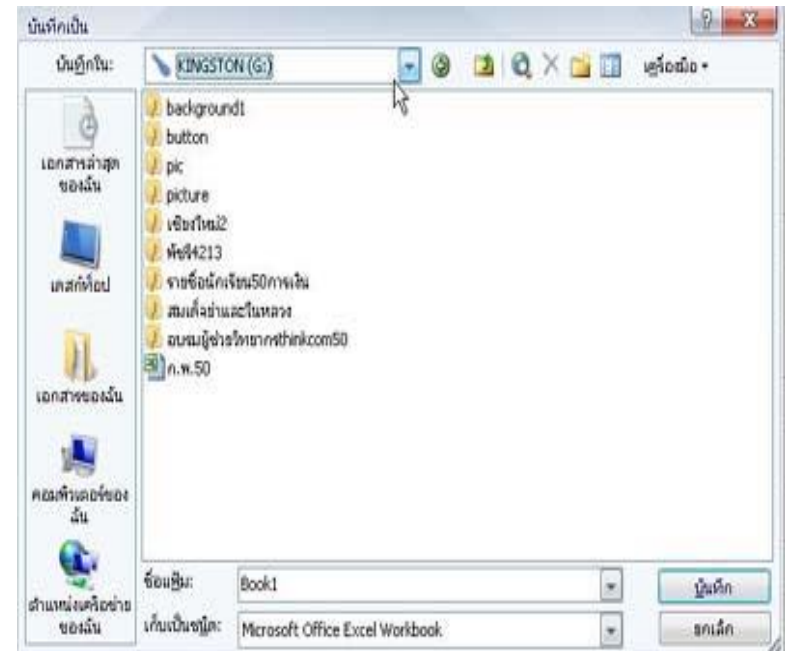 บันทึกเป็น
บันทึกใน:
KINGSTON (G:)
เครื่องมือ
เอกสารล่าสุด
ของฉัน
เดสก์ท็อป
เอกสารของฉัน
คอมพิวเตอร์ของ
ฉัน
ตำแหน่งเครือข่าย
ของฉัน
background1
button
pic
picture
เชียงใหม่2
พัชรี4213
รายชื่อนักเรียน50การเงิน
สมเด็จย่าและในหลวง
อบรมผู้ช่วยวิทยากรthinkcom50
ก.พ.50
ชื่อแฟ้ม:
Book1
บันทึก
เก็บเป็นชนิด:
Microsoft Office Excel Workbook
ยกเลิก